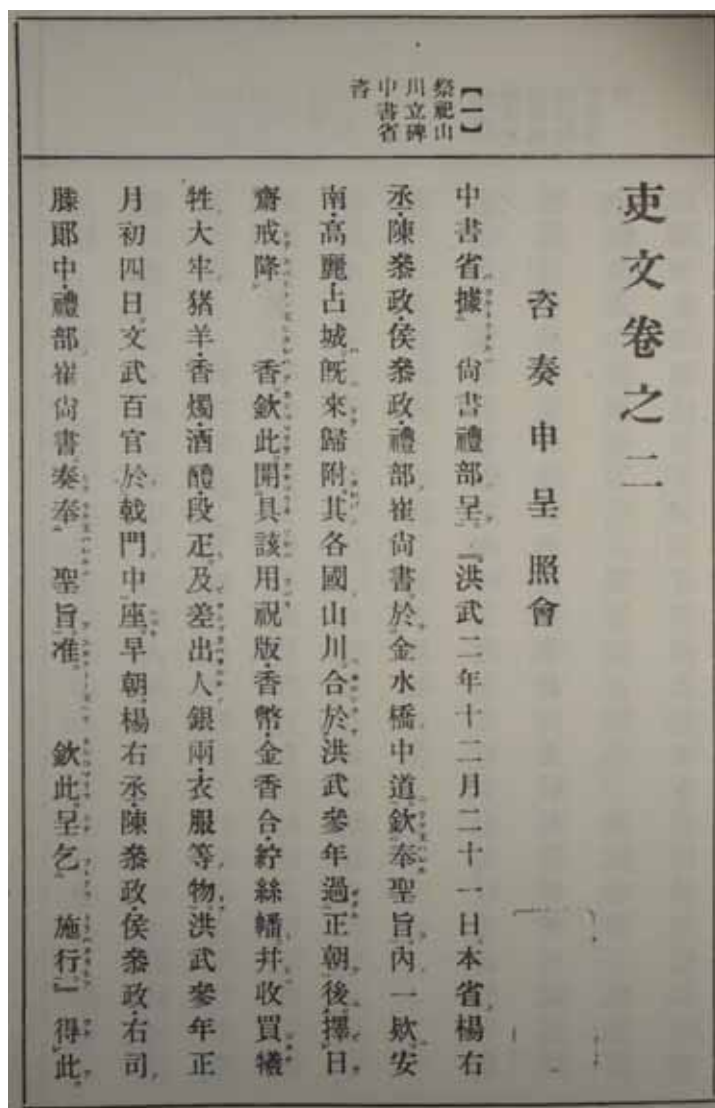 【一】
祭祀山
川立碑
中書省
咨
吏文卷之二
咨奏申呈照會
中書省據 尙書禮部呈『洪武二年十二月二十一日、本省楊右
丞・陳叅政・侯叅政・禮部崔尙書、於金水橋中道、欽奉聖旨、內一欵、安
南・高麗・占城、旣來歸附、其各國山川、合於洪武參年過正朝後、擇日
齋戒降 香、欽此、開具該用祝版・香幣・金香合・紵絲幡、幷收買犧
牲大牢・猪羊・香燭・酒醴・段疋、及差出人銀兩・衣服等物、洪武參年正
月初四日、文武百官於戟門中座、早朝、楊右丞・陳叅政・侯叅政・右司
滕郞中・禮部崔尙書、奏奉 聖旨、准、 欽此、呈乞 施行、』得此、